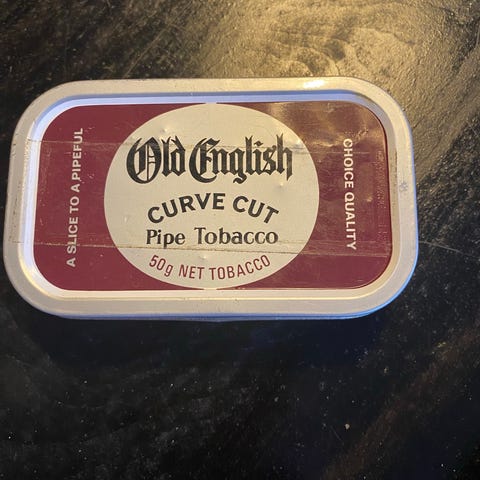 Old English
CURVE CUT
Pipe Tobacco
50g NET TOBACCO
A SLICE TO A PIPEFUL
CHOICE QUALITY